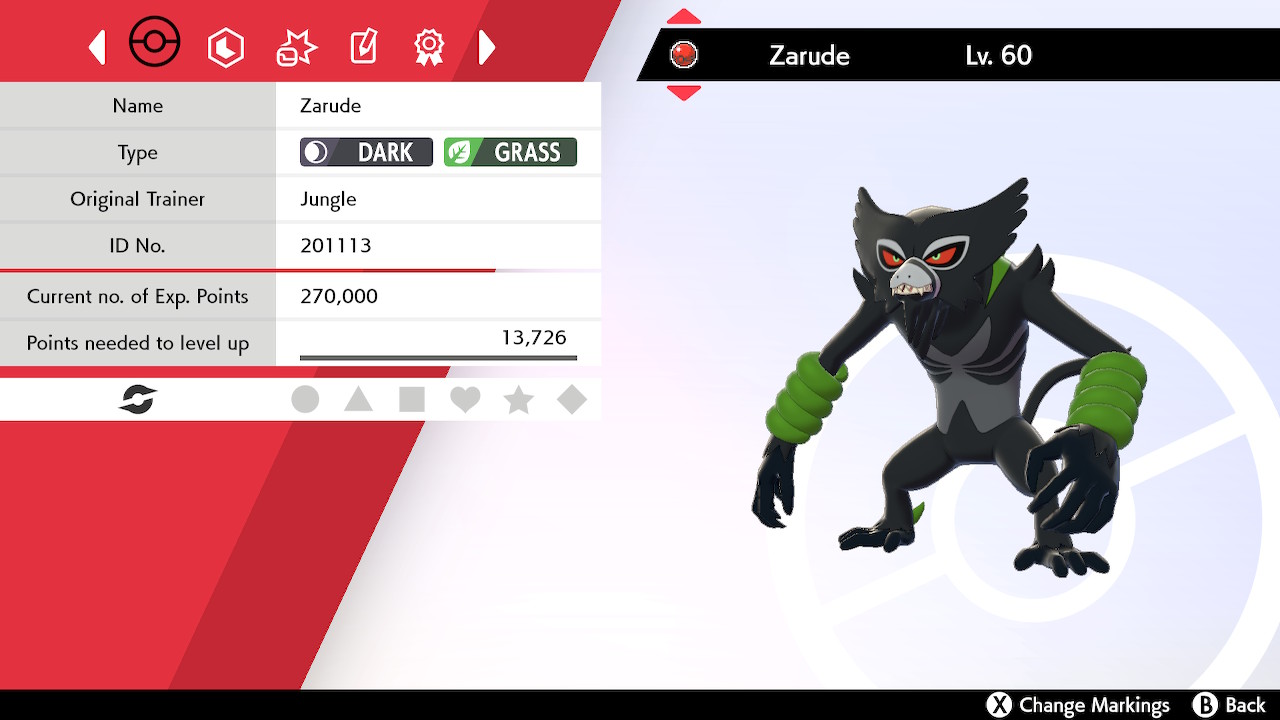 Zarude Lv. 60
Name Zarude
Type DARK GRASS
Original Trainer Jungle
ID No. 201113
Current no. of Exp. Points 270,000
Points needed to level up 13,726
X Change Markings B Back